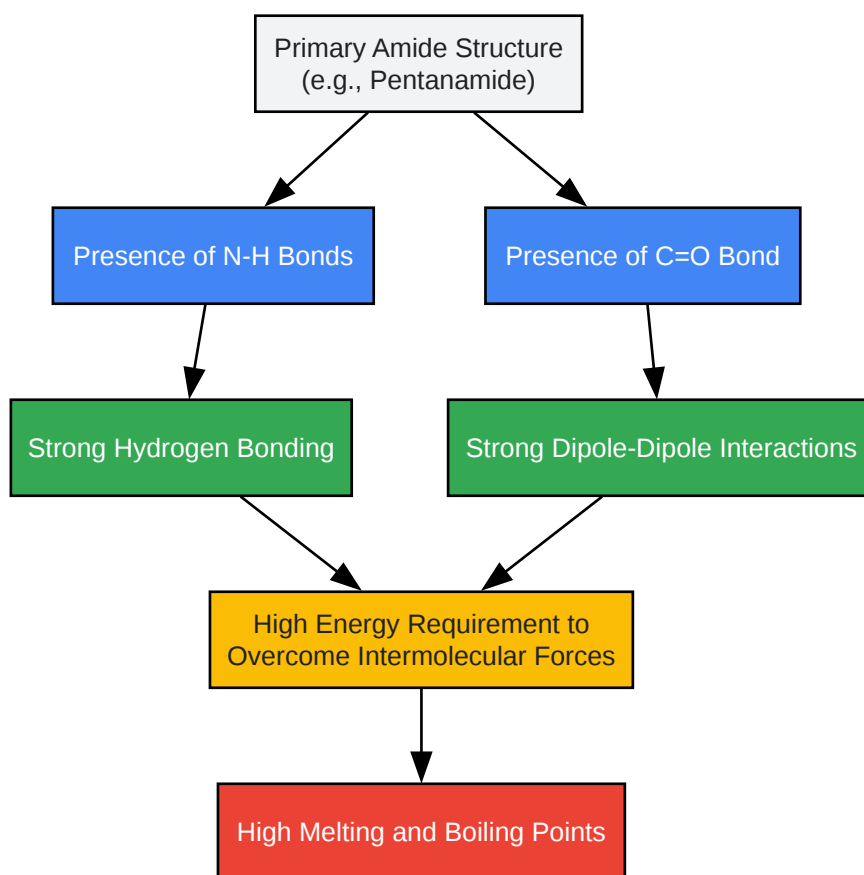 Primary Amide Structure
(e.g., Pentanamide)
Presence of N-H Bonds
Presence of C=O Bond
Strong Hydrogen Bonding
Strong Dipole-Dipole Interactions
High Energy Requirement to
Overcome Intermolecular Forces
High Melting and Boiling Points